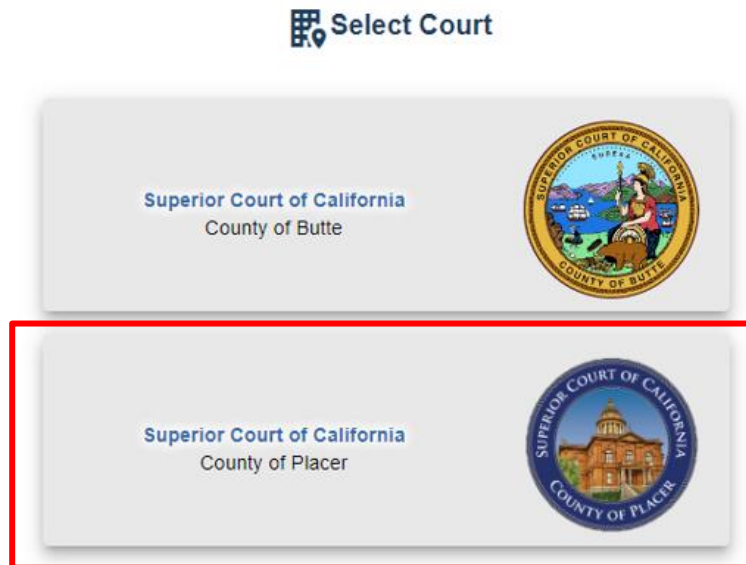 Select Court
Superior Court of California
County of Butte
SUPERIOR COURT OF CALIFORNIA
EUREKA
COUNTY OF BUTTE
Superior Court of California
County of Placer
SUPERIOR COURT OF CALIFORNIA
COUNTY OF PLACER